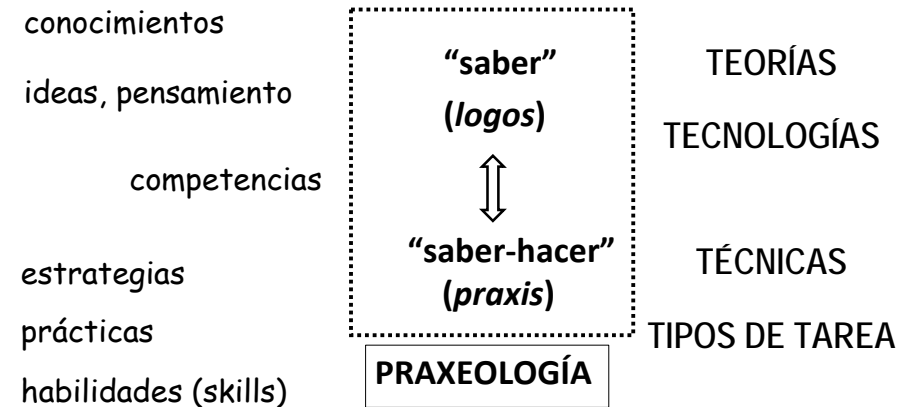 conocimientos
ideas, pensamiento
competencias
estrategias
prácticas
habilidades (skills)
“saber”
(logos)
“saber-hacer”
(praxis)
PRAXEOLOGÍA
TEORÍAS
TECNOLOGÍAS
TÉCNICAS
TIPOS DE TAREA